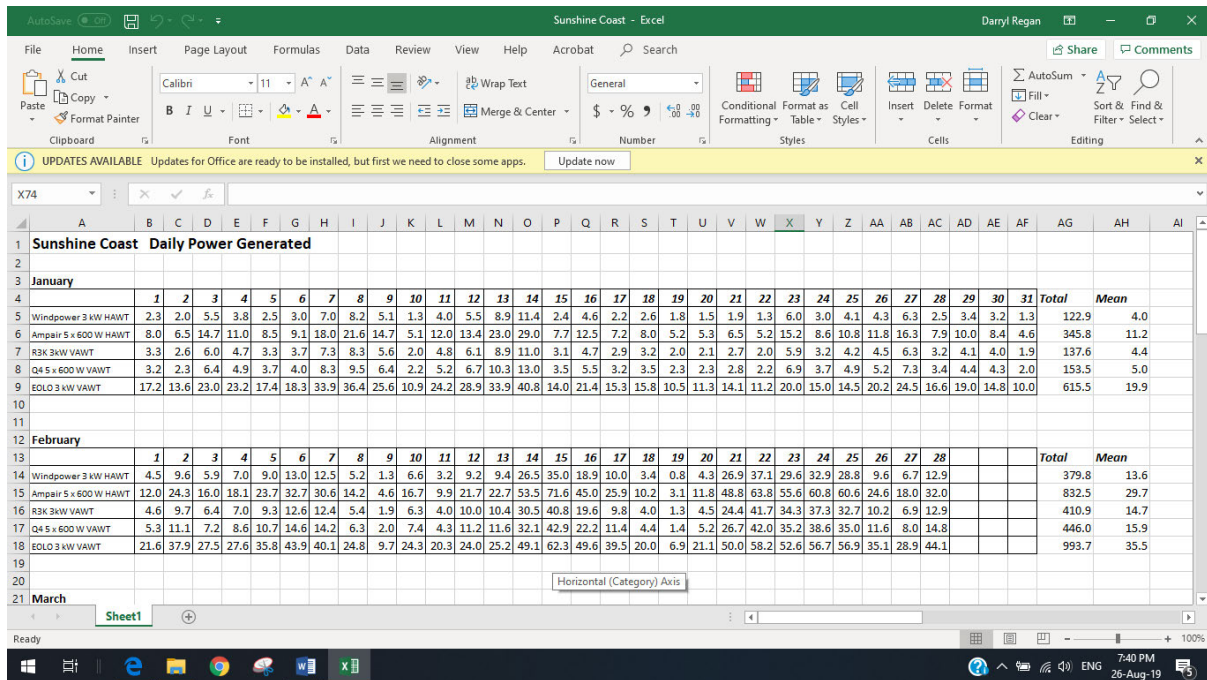 AutoSave Off Sunshine Coast - Excel Darryl Regan
File Home Insert Page Layout Formulas Data Review View Help Acrobat Search Share Comments
Cut
Copy
Format Painter
Paste
Calibri 11 A^ A˅
B I U A
ab Wrap Text
Merge & Center
General
$ % 9 .00
Conditional Formatting Format as Table Cell Styles
Insert Delete Format
AutoSum
Fill
Clear
Sort & Filter Find & Select
Clipboard Font Alignment Number Styles Cells Editing
UPDATES AVAILABLE Updates for Office are ready to be installed, but first we need to close some apps. Update now
X74 fx
A B C D E F G H I J K L M N O P Q R S T U V W X Y Z AA AB AC AD AE AF AG AH AI
1 Sunshine Coast Daily Power Generated
2
3 January
4 1 2 3 4 5 6 7 8 9 10 11 12 13 14 15 16 17 18 19 20 21 22 23 24 25 26 27 28 29 30 31 Total Mean
5 Windpower 3 kW HAWT 2.3 2.0 5.5 3.8 2.5 3.0 7.0 8.2 5.1 1.3 4.0 5.5 8.9 11.4 2.4 4.6 2.2 2.6 1.8 1.5 1.9 1.3 6.0 3.0 4.1 4.3 6.3 2.5 3.4 3.2 1.3 122.9 4.0
6 Ampair 5 x 600 W HAWT 8.0 6.5 14.7 11.0 8.5 9.1 18.0 21.6 14.7 5.1 12.0 13.4 23.0 29.0 7.7 12.5 7.2 8.0 5.2 5.3 6.5 5.2 15.2 8.6 10.8 11.8 16.3 7.9 10.0 8.4 4.6 345.8 11.2
7 R3K 3kW VAWT 3.3 2.6 6.0 4.7 3.3 3.7 7.3 8.3 5.6 2.0 4.8 6.1 8.9 11.0 3.1 4.7 2.9 3.2 2.0 2.1 2.7 2.0 5.9 3.2 4.2 4.5 6.3 3.2 4.1 4.0 1.9 137.6 4.4
8 Q4 5 x 600 W VAWT 3.2 2.3 6.4 4.9 3.7 4.0 8.3 9.5 6.4 2.2 5.2 6.7 10.3 13.0 3.5 5.5 3.2 3.5 2.3 2.3 2.8 2.2 6.9 3.7 4.9 5.2 7.3 3.4 4.4 4.3 2.0 153.5 5.0
9 EOLO 3 kW VAWT 17.2 13.6 23.0 23.2 17.4 18.3 33.9 36.4 25.6 10.9 24.2 28.9 33.9 40.8 14.0 21.4 15.3 15.8 10.5 11.3 14.1 11.2 20.0 15.0 14.5 20.2 24.5 16.6 19.0 14.8 10.0 615.5 19.9
10
11
12 February
13 1 2 3 4 5 6 7 8 9 10 11 12 13 14 15 16 17 18 19 20 21 22 23 24 25 26 27 28 Total Mean
14 Windpower 3 kW HAWT 4.5 9.6 5.9 7.0 9.0 13.0 12.5 5.2 1.3 6.6 3.2 9.2 9.4 26.5 35.0 18.9 10.0 3.4 0.8 4.3 26.9 37.1 29.6 32.9 28.8 9.6 6.7 12.9 379.8 13.6
15 Ampair 5 x 600 W HAWT 12.0 24.3 16.0 18.1 23.7 32.7 30.6 14.2 4.6 16.7 9.9 21.7 22.7 53.5 71.6 45.0 25.9 10.2 3.1 11.8 48.8 63.8 55.6 60.8 60.6 24.6 18.0 32.0 832.5 29.7
16 R3K 3kW VAWT 4.6 9.7 6.4 7.0 9.3 12.6 12.4 5.4 1.9 6.3 4.0 10.0 10.4 30.5 40.8 19.6 9.8 4.0 1.3 4.5 24.4 41.7 34.3 37.3 32.7 10.2 6.9 12.9 410.9 14.7
17 Q4 5 x 600 W VAWT 5.3 11.1 7.2 8.6 10.7 14.6 14.2 6.3 2.0 7.4 4.3 11.2 11.6 32.1 42.9 22.2 11.4 4.4 1.4 5.2 26.7 42.0 35.2 38.6 35.0 11.6 8.0 14.8 446.0 15.9
18 EOLO 3 kW VAWT 21.6 37.9 27.5 27.6 35.8 43.9 40.1 24.8 9.7 24.3 20.3 24.0 25.2 49.1 62.3 49.6 39.5 20.0 6.9 21.1 50.0 58.2 52.6 56.7 56.9 35.1 28.9 44.1 993.7 35.5
19
20 Horizontal (Category) Axis
21 March
Sheet1
Ready 100%
ENG 7:40 PM
26-Aug-19 5